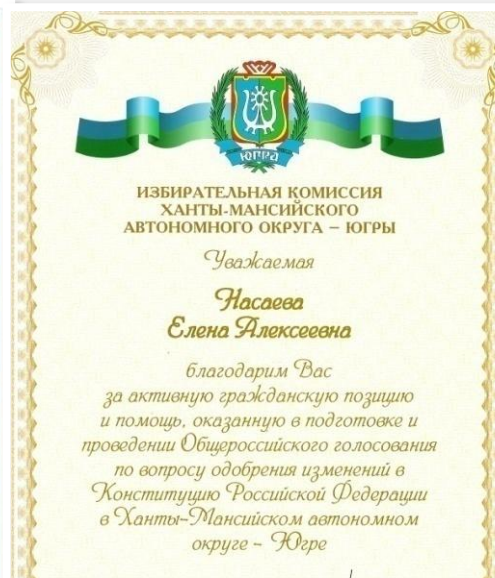 ЮГРА
ИЗБИРАТЕЛЬНАЯ КОМИССИЯ
ХАНТЫ-МАНСИЙСКОГО
АВТОНОМНОГО ОКРУГА – ЮГРЫ
Уважаемая
Насаева
Елена Алексеевна
благодарим Вас
за активную гражданскую позицию
и помощь, оказанную в подготовке и
проведении Общероссийского голосования
по вопросу одобрения изменений в
Конституцию Российской Федерации
в Ханты-Мансийском автономном
округе – Югре